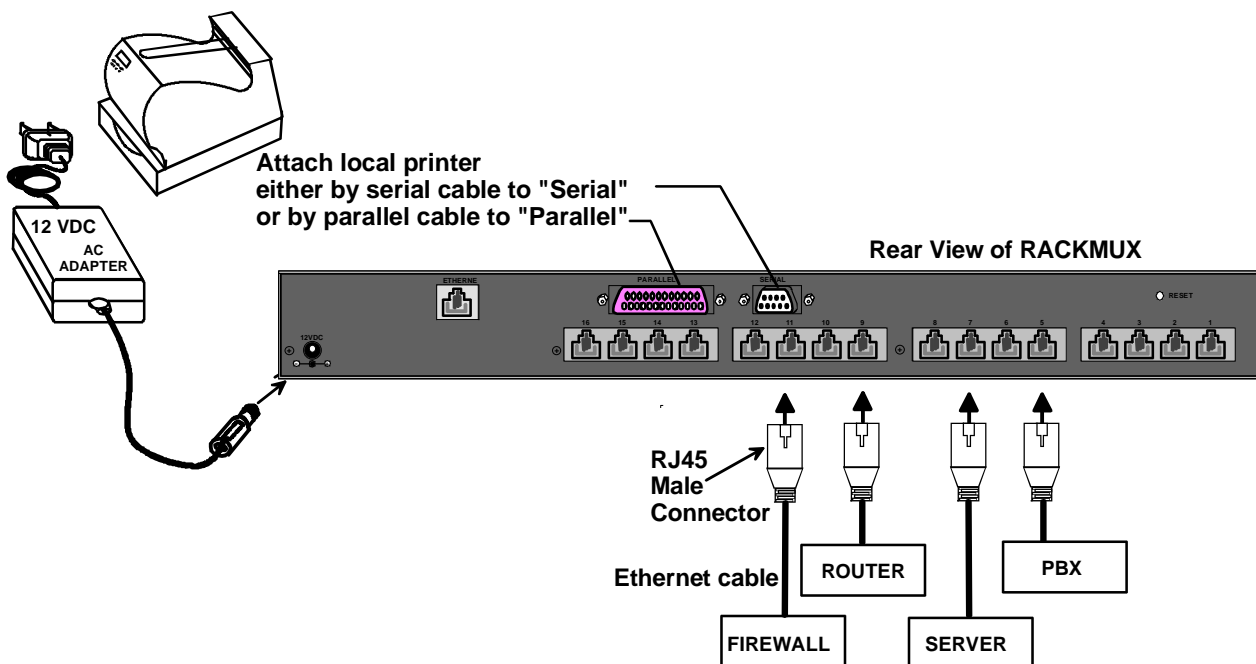 Attach local printer
either by serial cable to "Serial"
or by parallel cable to "Parallel"
12 VDC
AC
ADAPTER
Rear View of RACKMUX
ETHERNE
PARALLEL
SERIAL
RESET
12VDC
16 15 14 13 12 11 10 9 8 7 6 5 4 3 2 1
RJ45
Male
Connector
Ethernet cable
ROUTER
PBX
FIREWALL
SERVER